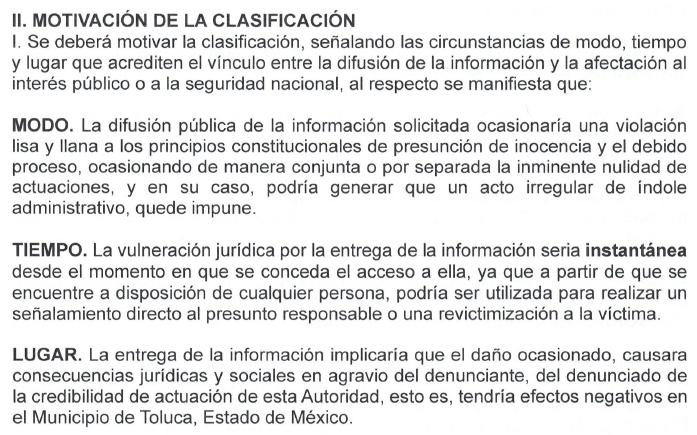 II. MOTIVACIÓN DE LA CLASIFICACIÓN
I. Se deberá motivar la clasificación, señalando las circunstancias de modo, tiempo
y lugar que acrediten el vínculo entre la difusión de la información y la afectación al
interés público o a la seguridad nacional, al respecto se manifiesta que:
MODO. La difusión pública de la información solicitada ocasionaría una violación
lisa y llana a los principios constitucionales de presunción de inocencia y el debido
proceso, ocasionando de manera conjunta o por separada la inminente nulidad de
actuaciones, y en su caso, podría generar que un acto irregular de índole
administrativo, quede impune.
TIEMPO. La vulneración jurídica por la entrega de la información seria instantánea
desde el momento en que se conceda el acceso a ella, ya que a partir de que se
encuentre a disposición de cualquier persona, podría ser utilizada para realizar un
señalamiento directo al presunto responsable o una revictimización a la víctima.
LUGAR. La entrega de la información implicaría que el daño ocasionado, causara
consecuencias jurídicas y sociales en agravio del denunciante, del denunciado de
la credibilidad de actuación de esta Autoridad, esto es, tendría efectos negativos en
el Municipio de Toluca, Estado de México.